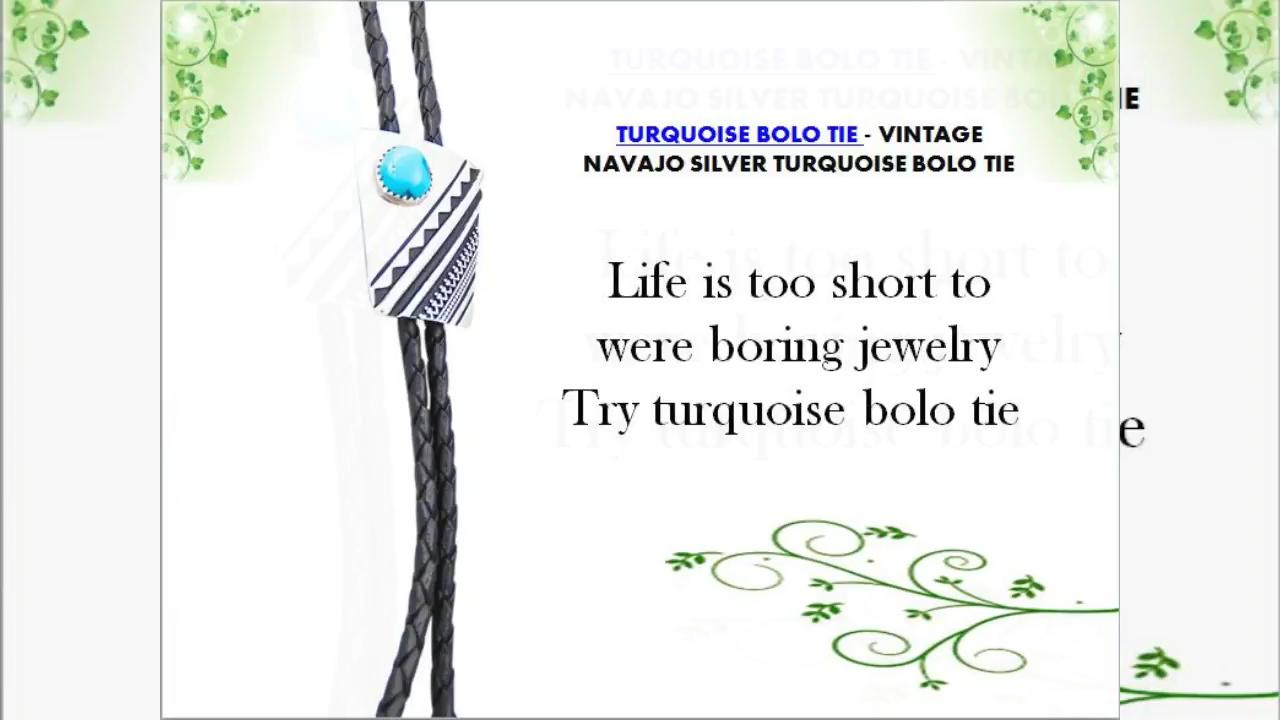 TURQUOISE BOLO TIE - VINTAGE
NAVAJO SILVER TURQUOISE BOLO TIE
Life is too short to
were boring jewelry
Try turquoise bolo tie